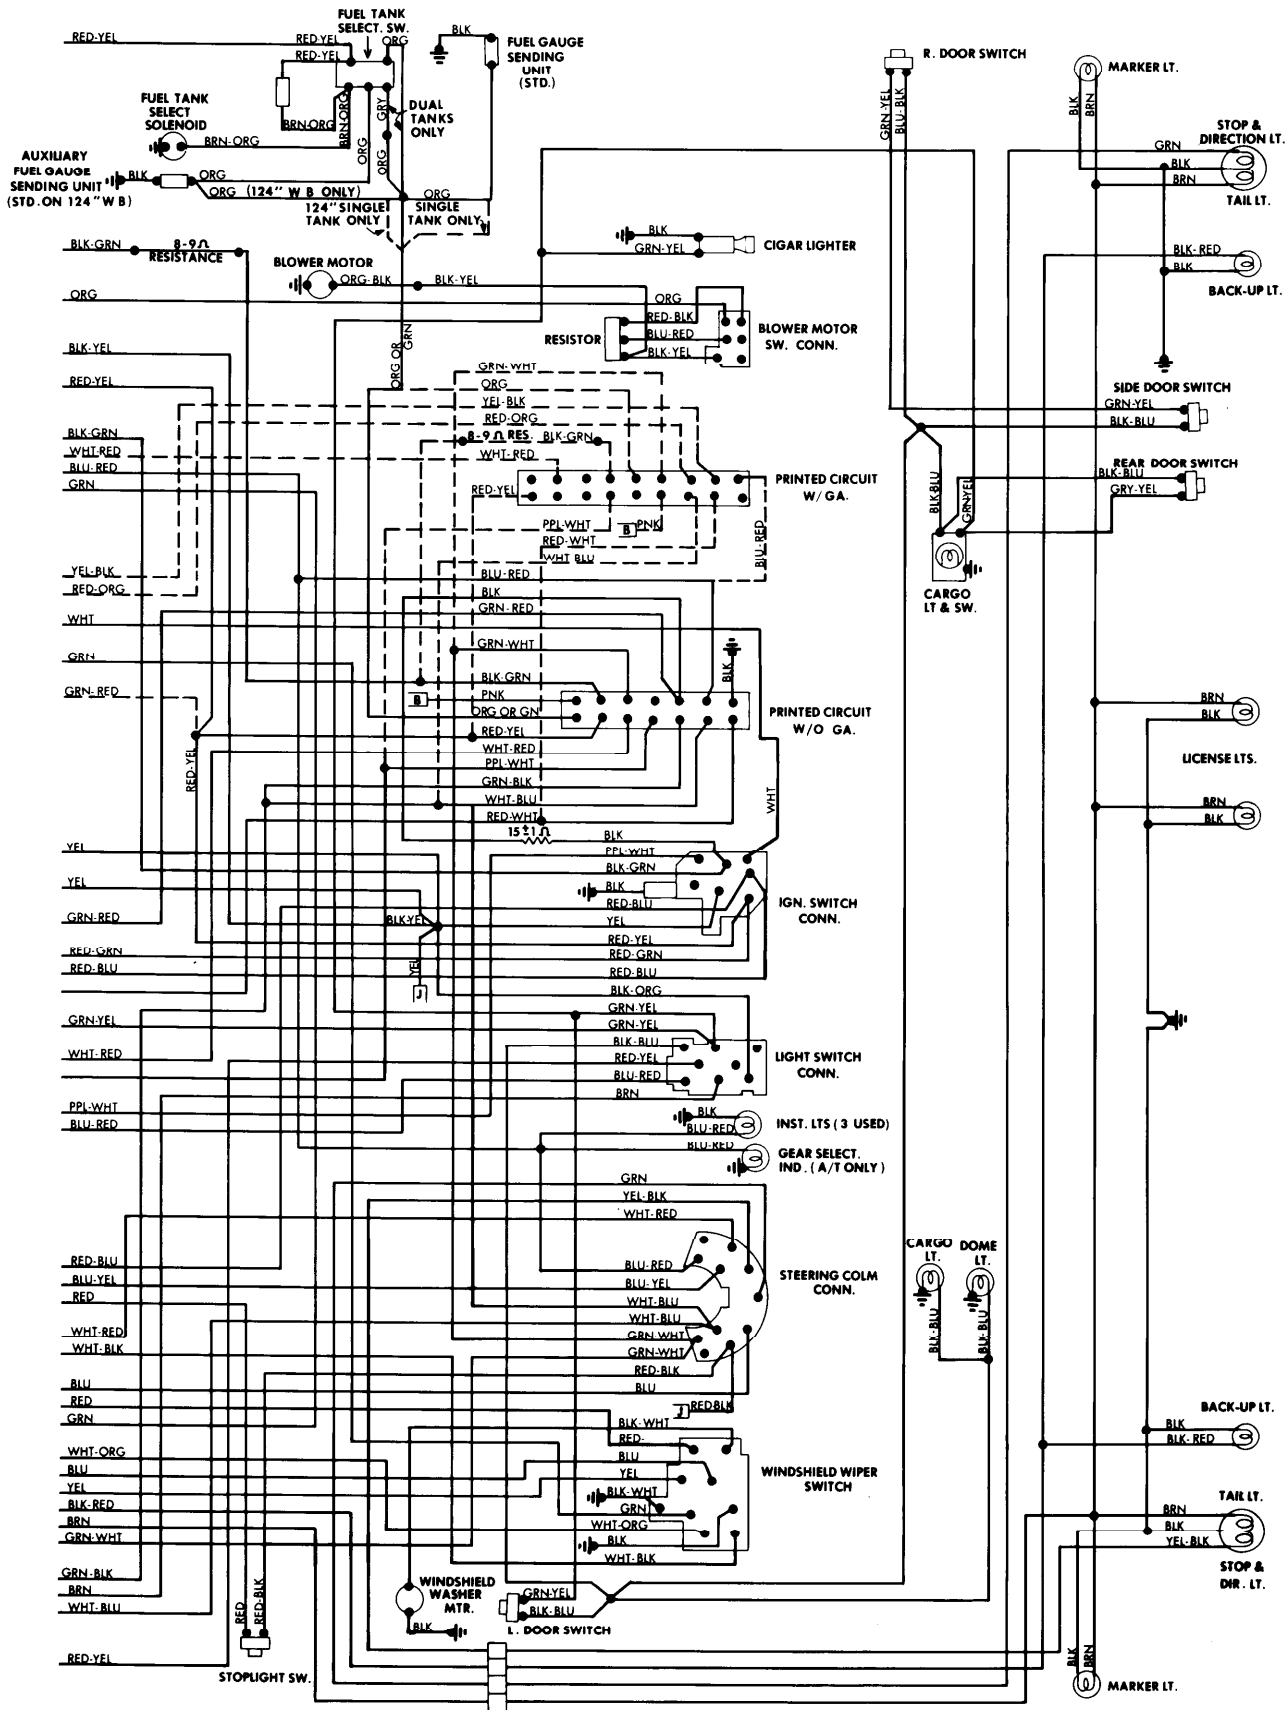 FUEL TANK
SELECT. SW.
RED-YEL
RED-YEL
ORG
RED-YEL
BLK
FUEL GAUGE
SENDING
UNIT
(STD.)
R. DOOR SWITCH
MARKER LT.
FUEL TANK
SELECT
SOLENOID
BRN-ORG
BRN-ORG
GRY
DUAL
TANKS
ONLY
BRN-ORG
ORG
ORG
GRN-YEL
BLU-BLK
BLK
BRN
STOP &
DIRECTION LT.
GRN
BLK
BRN
TAIL LT.
AUXILIARY
FUEL GAUGE
SENDING UNIT
(STD. ON 124" W B)
BLK
ORG
ORG (124" W B ONLY)
ORG
124" SINGLE
TANK ONLY
SINGLE
TANK ONLY
BLK-GRN
8-9Ω
RESISTANCE
BLK
GRN-YEL
CIGAR LIGHTER
BLK-RED
BLK
BACK-UP LT.
BLOWER MOTOR
ORG-BLK
BLK-YEL
ORG
ORG
RED-BLK
BLU-RED
BLK-YEL
RESISTOR
BLOWER MOTOR
SW. CONN.
ORG OR
GRN
BLK-YEL
RED-YEL
GRN-WHT
ORG
YEL-BLK
RED-ORG
SIDE DOOR SWITCH
GRN-YEL
BLK-BLU
BLK-GRN
WHT-RED
BLU-RED
GRN
8-9Ω RES.
BLK-GRN
WHT-RED
RED-YEL
PRINTED CIRCUIT
W/ GA.
REAR DOOR SWITCH
BLK-BLU
GRY-YEL
BLK-BLU
GRN-YEL
PPL-WHT
B
PNK
RED-WHT
WHT BLU
BLU-RED
YEL-BLK
RED-ORG
BLU-RED
BLK
GRN-RED
CARGO
LT & SW.
WHT
GRN
GRN-WHT
BLK
GRN-RED
BLK-GRN
B
PNK
ORG OR GN
RED-YEL
WHT-RED
PPL-WHT
GRN-BLK
WHT-BLU
RED-WHT
RED-YEL
PRINTED CIRCUIT
W/O GA.
WHT
BRN
BLK
LICENSE LTS.
BRN
BLK
15±1Ω
BLK
PPL-WHT
BLK-GRN
BLK
RED-BLU
YEL
RED-YEL
RED-GRN
RED-BLU
IGN. SWITCH
CONN.
YEL
YEL
GRN-RED
RED-GRN
RED-BLU
BLK-YEL
YEL
J
BLK-ORG
GRN-YEL
GRN-YEL
BLK-BLU
RED-YEL
BLU-RED
BRN
LIGHT SWITCH
CONN.
GRN-YEL
WHT-RED
PPL-WHT
BLU-RED
BLK
BLU-RED
INST. LTS (3 USED)
BLU-RED
GEAR SELECT.
IND. (A/T ONLY)
GRN
YEL-BLK
WHT-RED
BLU-RED
BLU-YEL
WHT-BLU
WHT-BLU
GRN-WHT
GRN-WHT
RED-BLK
BLU
STEERING COLM
CONN.
CARGO
LT.
DOME
LT.
BLK-BLU
BLK-BLU
RED-BLU
BLU-YEL
RED
WHT-RED
WHT-BLK
BLU
RED
GRN
J
RED-BLK
BLK-WHT
RED-
BLU
YEL
BLK-WHT
GRN
WHT-ORG
BLK
WHT-BLK
WINDSHIELD WIPER
SWITCH
BACK-UP LT.
BLK
BLK-RED
WHT-ORG
BLU
YEL
BLK-RED
BRN
GRN-WHT
GRN-BLK
BRN
WHT-BLU
RED-YEL
TAIL LT.
BRN
BLK
YEL-BLK
STOP &
DIR. LT.
RED
RED-BLK
STOPLIGHT SW.
WINDSHIELD
WASHER
MTR.
BLK
GRN-YEL
BLK-BLU
L. DOOR SWITCH
BLK
BRN
MARKER LT.